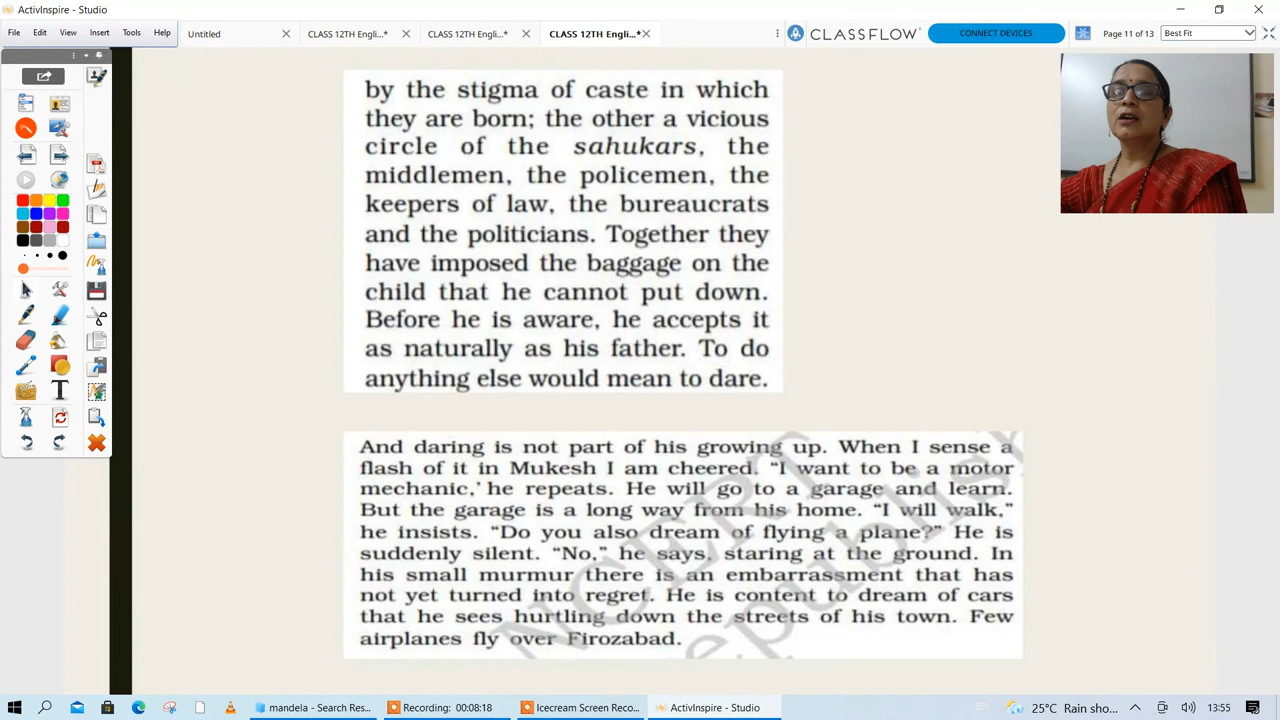 ActivInspire - Studio
File Edit View Insert Tools Help
Untitled
CLASS 12TH Engli...*
CLASS 12TH Engli...*
CLASS 12TH Engli...*
CLASSFLOW
CONNECT DEVICES
Page 11 of 13
Best Fit
by the stigma of caste in which
they are born; the other a vicious
circle of the sahukars, the
middlemen, the policemen, the
keepers of law, the bureaucrats
and the politicians. Together they
have imposed the baggage on the
child that he cannot put down.
Before he is aware, he accepts it
as naturally as his father. To do
anything else would mean to dare.
And daring is not part of his growing up. When I sense a
flash of it in Mukesh I am cheered. “I want to be a motor
mechanic,’ he repeats. He will go to a garage and learn.
But the garage is a long way from his home. “I will walk,”
he insists. “Do you also dream of flying a plane?” He is
suddenly silent. “No,” he says, staring at the ground. In
his small murmur there is an embarrassment that has
not yet turned into regret. He is content to dream of cars
that he sees hurtling down the streets of his town. Few
airplanes fly over Firozabad.
NCERT
republish
mandela - Search Res...
Recording: 00:08:18
Icecream Screen Reco...
ActivInspire - Studio
25°C Rain sho...
13:55